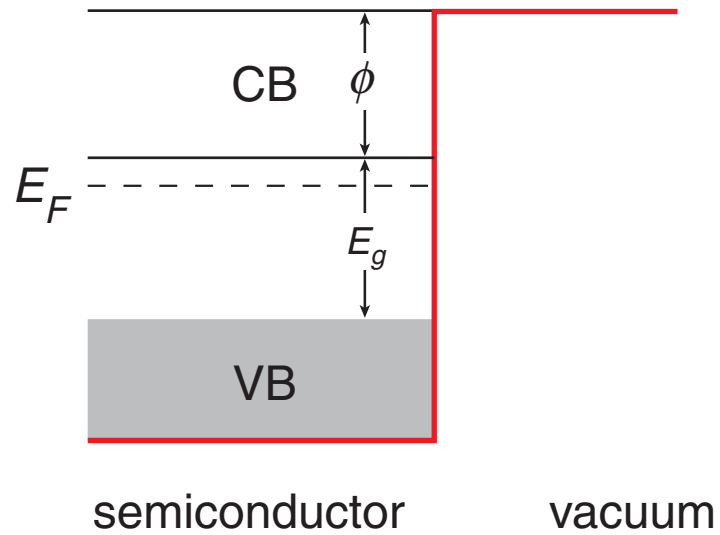 CB
ϕ
E_F
E_g
VB
semiconductor vacuum